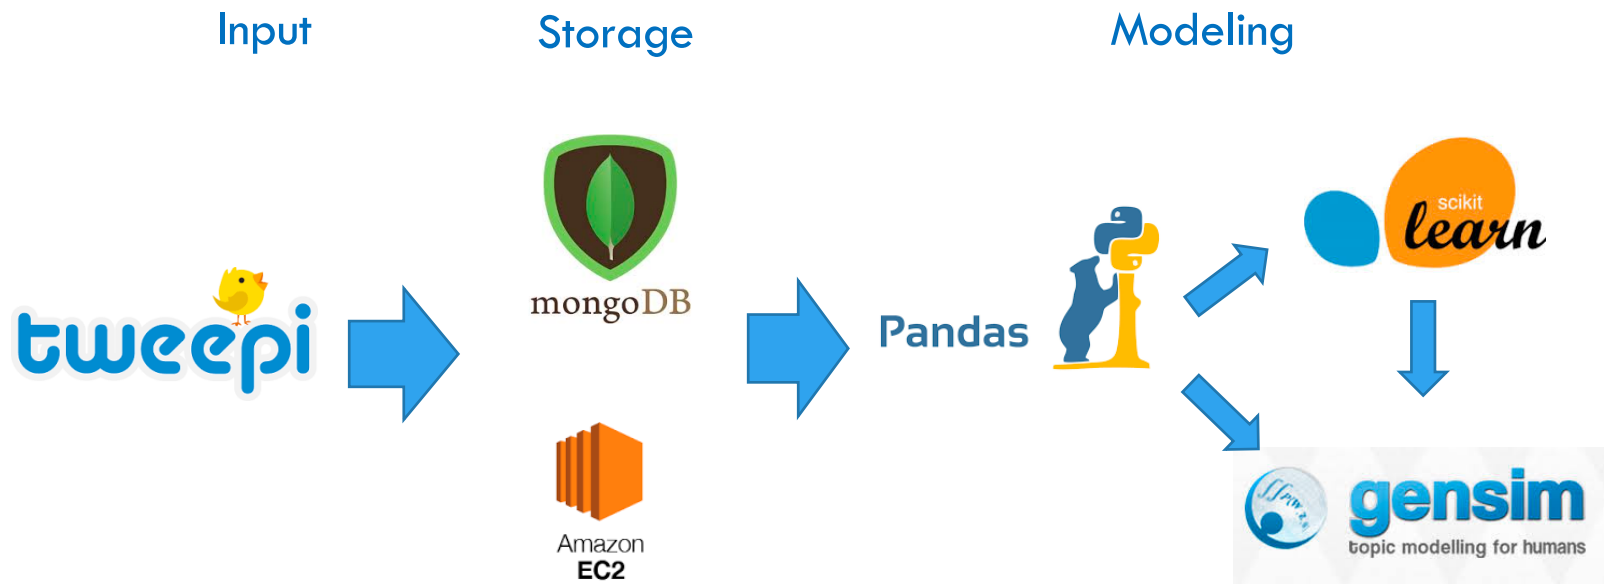 Input
Storage
Modeling
tweepi
mongoDB
Amazon
EC2
Pandas
scikit
learn
gensim
topic modelling for humans